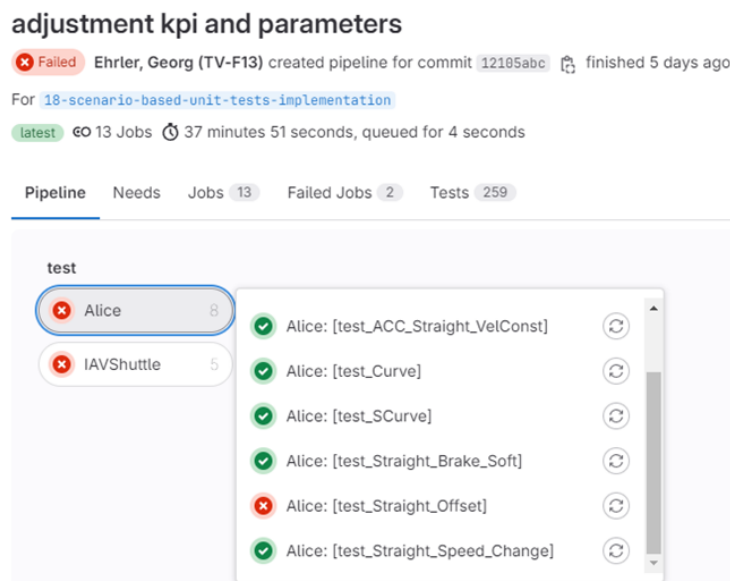 adjustment kpi and parameters
Failed Ehrler, Georg (TV-F13) created pipeline for commit 12105abc finished 5 days ago
For 18-scenario-based-unit-tests-implementation
latest 13 Jobs 37 minutes 51 seconds, queued for 4 seconds
Pipeline Needs Jobs 13 Failed Jobs 2 Tests 259
test
Alice 8
IAVShuttle 5
Alice: [test_ACC_Straight_VelConst]
Alice: [test_Curve]
Alice: [test_SCurve]
Alice: [test_Straight_Brake_Soft]
Alice: [test_Straight_Offset]
Alice: [test_Straight_Speed_Change]